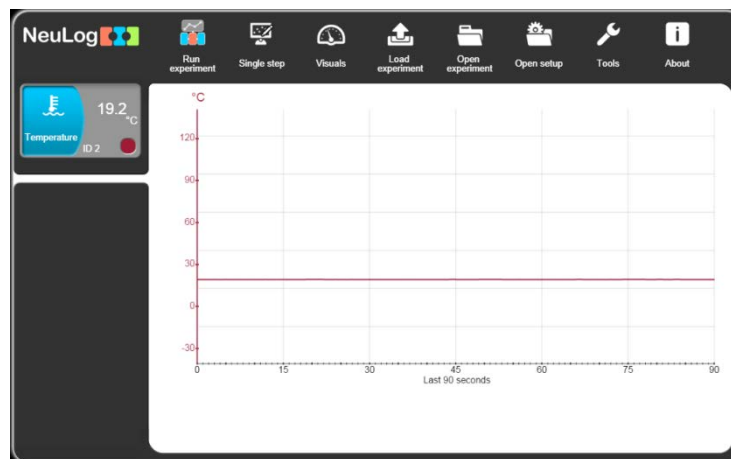 NeuLog
Run
experiment
Single step
Visuals
Load
experiment
Open
experiment
Open setup
Tools
i
About
19.2
°C
Temperature
ID 2
°C
120
90
60
30
0
-30
0 15 30 45 60 75 90
Last 90 seconds